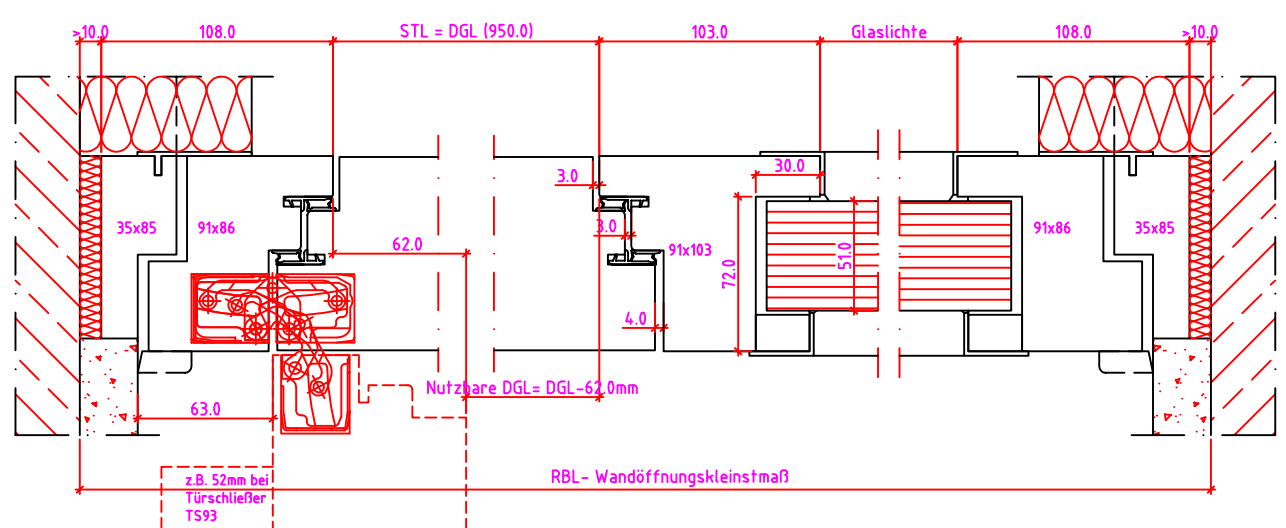 >10.0
108.0
STL = DGL (950.0)
103.0
Glaslichte
108.0
>10.0
30.0
3.0
35x85
91x86
62.0
3.0
91x103
72.0
51.0
91x86
35x85
4.0
Nutzbare DGL= DGL-62.0mm
63.0
RBL- Wandöffnungskleinstmaß
z.B. 52mm bei
Türschließer
TS93